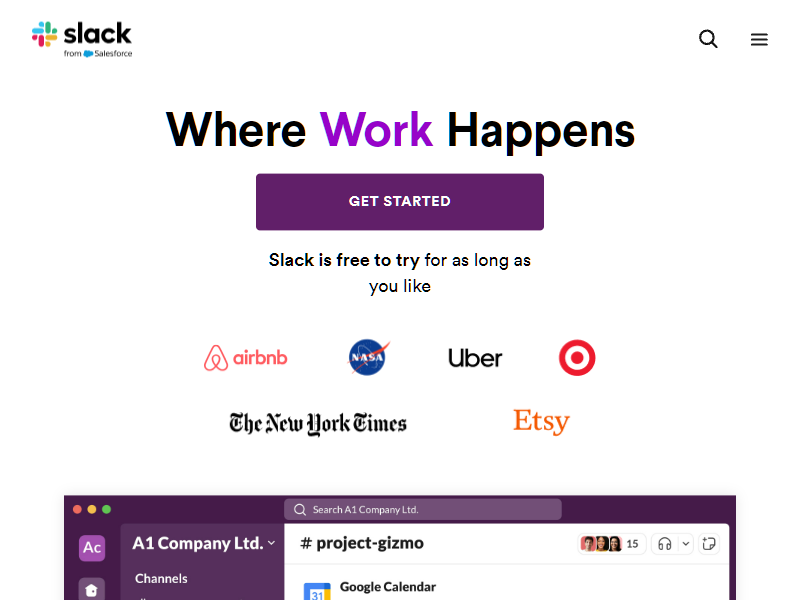 slack
from Salesforce
Where Work Happens
GET STARTED
Slack is free to try for as long as
you like
airbnb
NASA
Uber
The New York Times
Etsy
Search A1 Company Ltd.
Ac
A1 Company Ltd.
# project-gizmo
15
Channels
Google Calendar
31